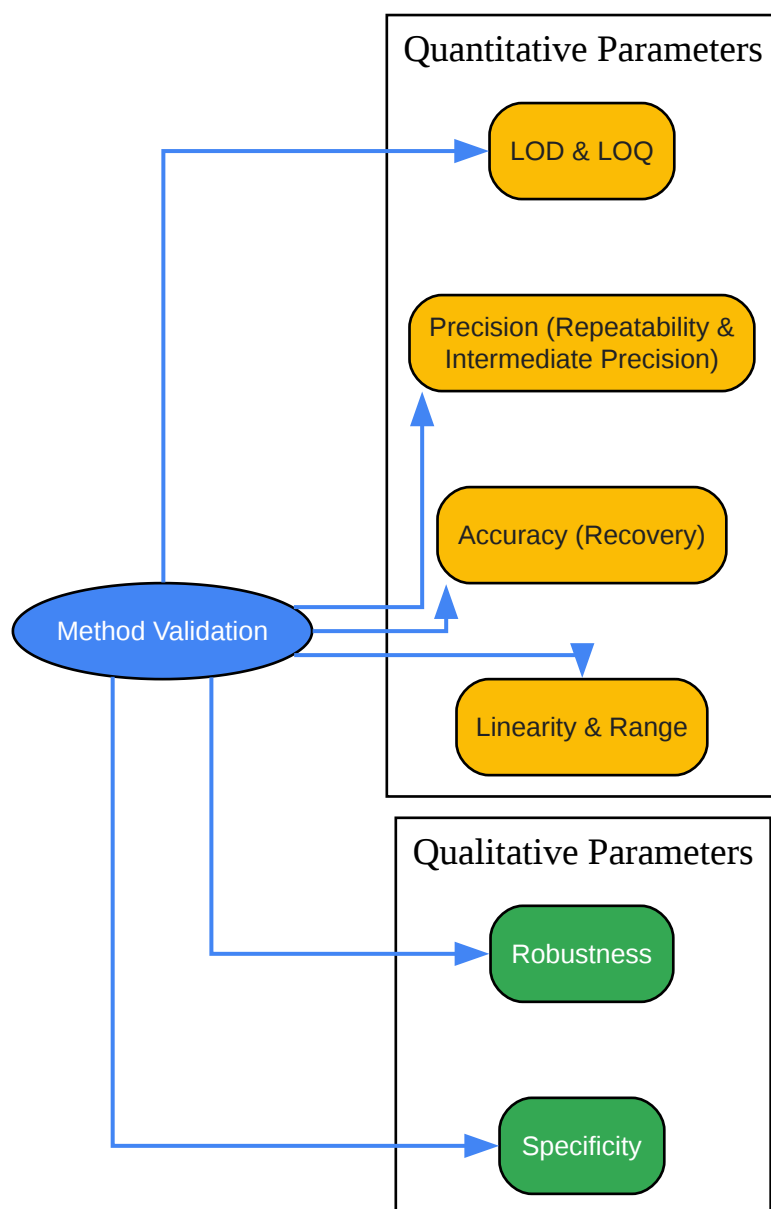 Quantitative Parameters
LOD & LOQ
Precision (Repeatability &
Intermediate Precision)
Accuracy (Recovery)
Method Validation
Linearity & Range
Qualitative Parameters
Robustness
Specificity